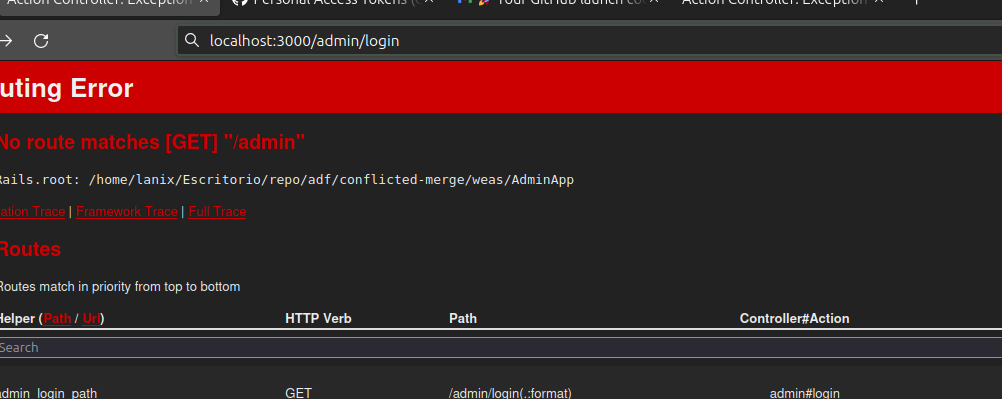 Action Controller: Exception
Personal Access Tokens (
Your GitHub launch co
Action Controller: Exception
localhost:3000/admin/login
uting Error
No route matches [GET] "/admin"
Rails.root: /home/lanix/Escritorio/repo/adf/conflicted-merge/weas/AdminApp
ation Trace | Framework Trace | Full Trace
Routes
Routes match in priority from top to bottom
Helper (Path / Url) HTTP Verb Path Controller#Action
Search
admin_login_path GET /admin/login(.:format) admin#login